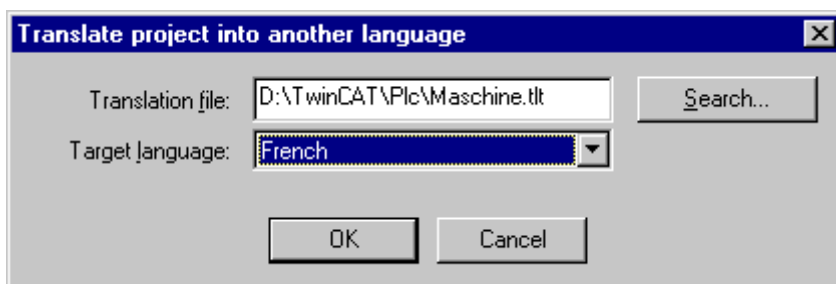 Translate project into another language
Translation file: D:\TwinCAT\Plc\Maschine.tlt Search...
Target language: French
OK Cancel